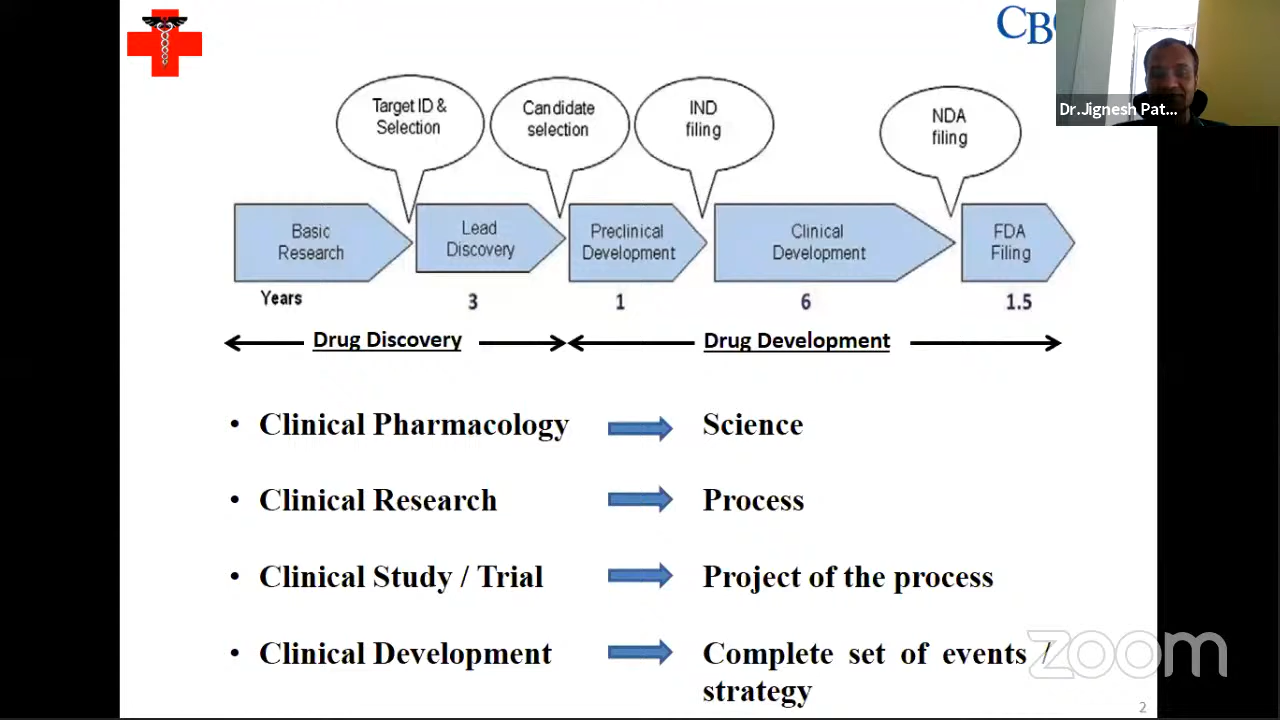 CB
Dr.Jignesh Pat...
Target ID &
Selection
Candidate
selection
IND
filing
NDA
filing
Basic
Research
Lead
Discovery
Preclinical
Development
Clinical
Development
FDA
Filing
Years 3 1 6 1.5
Drug Discovery Drug Development
• Clinical Pharmacology Science
• Clinical Research Process
• Clinical Study / Trial Project of the process
• Clinical Development Complete set of events /
strategy
zoom
2